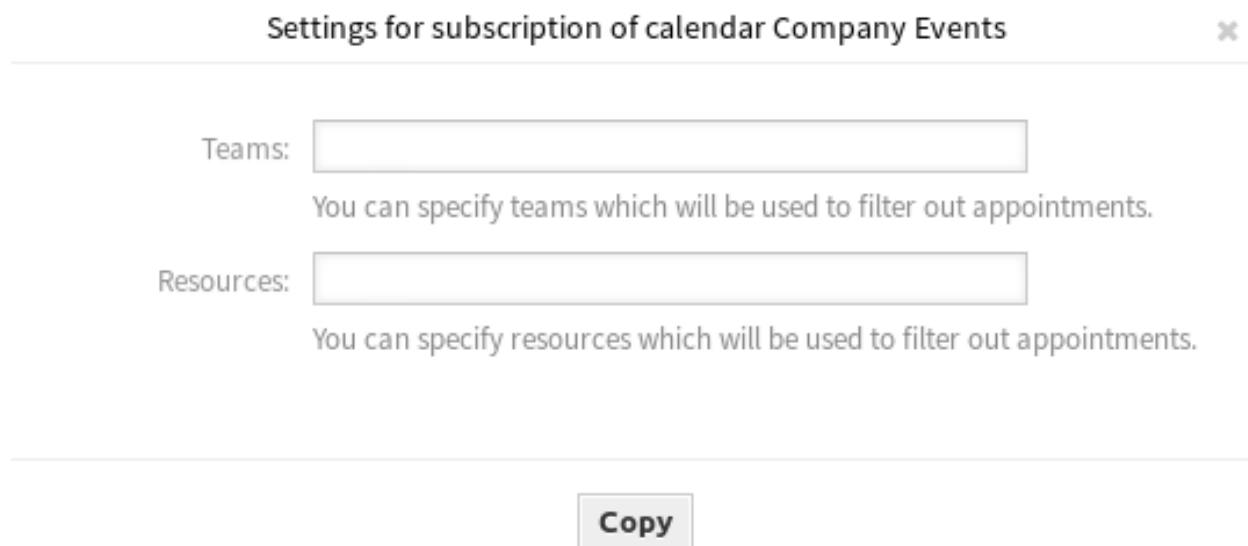 Settings for subscription of calendar Company Events
Teams:
You can specify teams which will be used to filter out appointments.
Resources:
You can specify resources which will be used to filter out appointments.
Copy